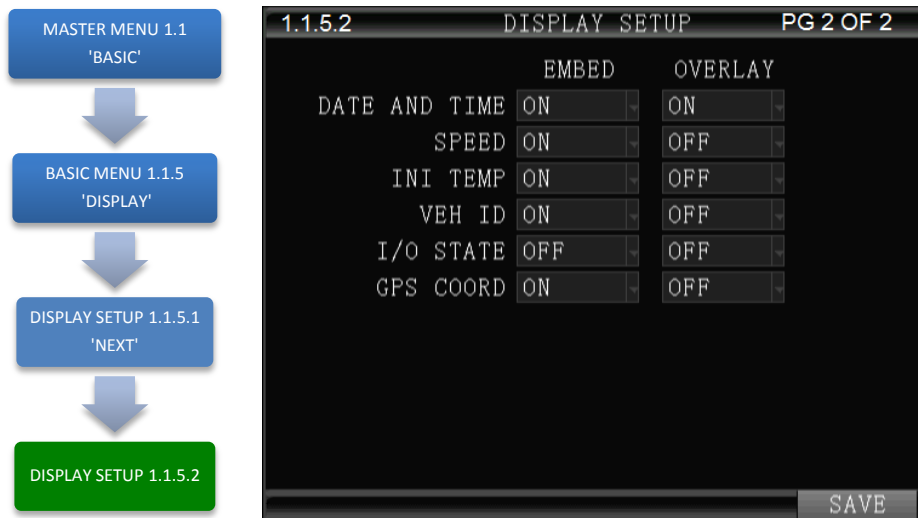 MASTER MENU 1.1
'BASIC'
BASIC MENU 1.1.5
'DISPLAY'
DISPLAY SETUP 1.1.5.1
'NEXT'
DISPLAY SETUP 1.1.5.2
1.1.5.2 DISPLAY SETUP PG 2 OF 2
EMBED OVERLAY
DATE AND TIME ON ON
SPEED ON OFF
INI TEMP ON OFF
VEH ID ON OFF
I/O STATE OFF OFF
GPS COORD ON OFF
SAVE